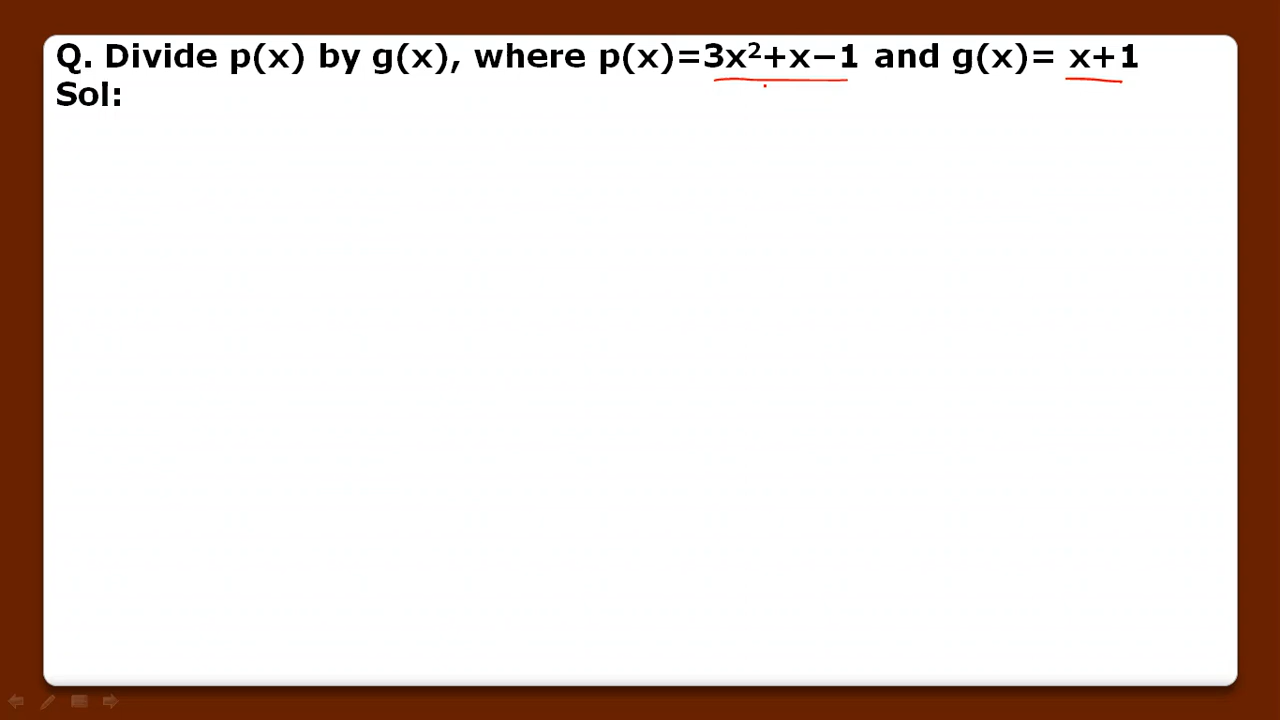 Q. Divide p(x) by g(x), where p(x)=3x²+x−1 and g(x)= x+1
Sol: